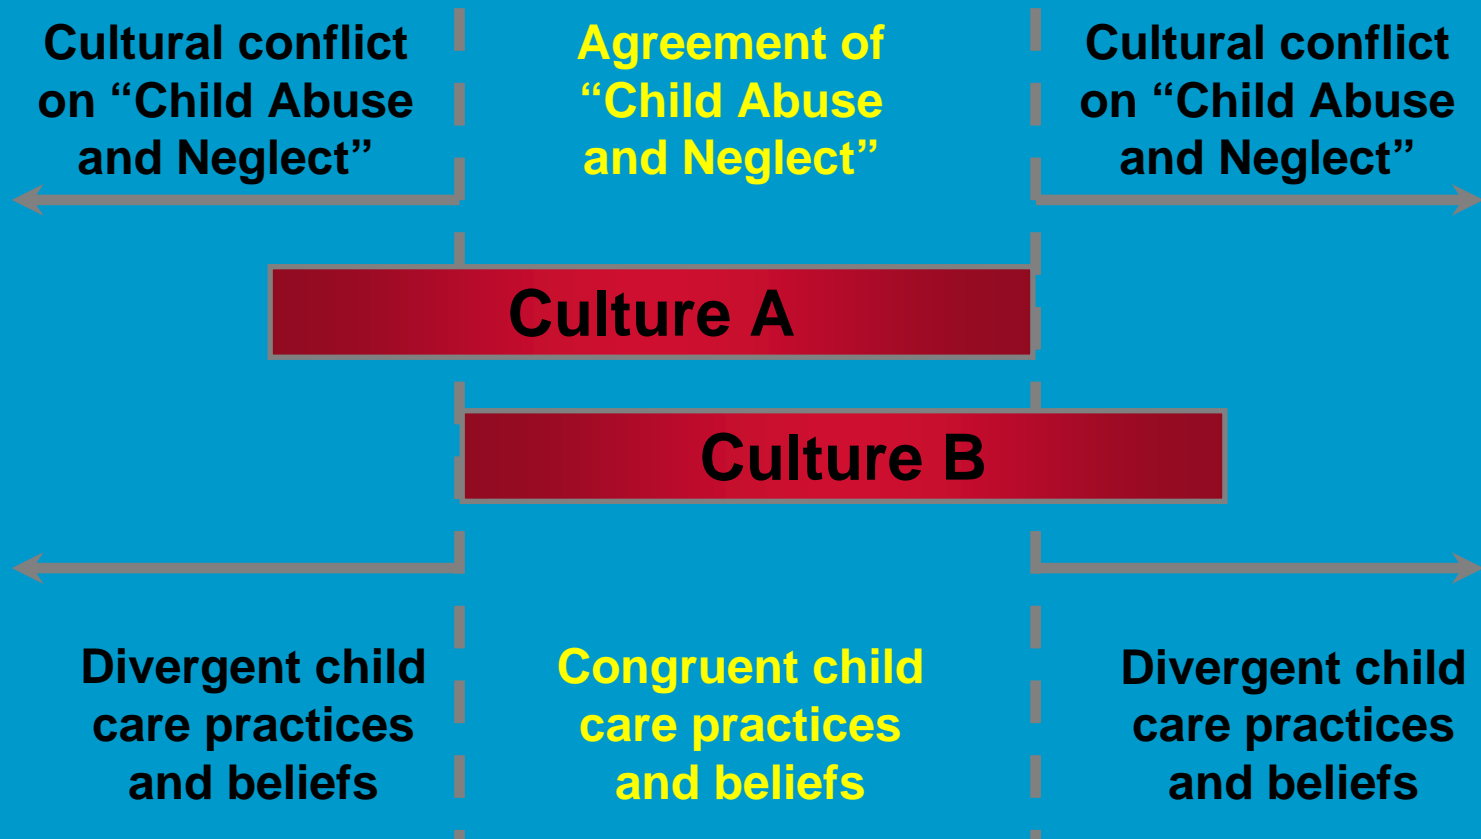 Cultural conflict
on “Child Abuse
and Neglect”
Agreement of
“Child Abuse
and Neglect”
Cultural conflict
on “Child Abuse
and Neglect”
Culture A
Culture B
Divergent child
care practices
and beliefs
Congruent child
care practices
and beliefs
Divergent child
care practices
and beliefs